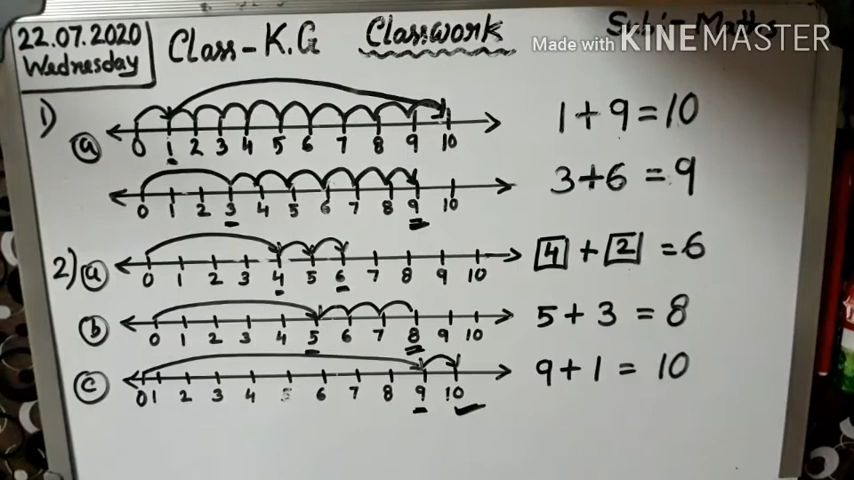 22.07.2020
Wednesday
Class-K.G
Classwork
Subj:- Maths
Made with KINEMASTER
1)
a
0 1 2 3 4 5 6 7 8 9 10
1+9=10
0 1 2 3 4 5 6 7 8 9 10
3+6=9
2) a
0 1 2 3 4 5 6 7 8 9 10
4+2=6
b
0 1 2 3 4 5 6 7 8 9 10
5+3=8
c
0 1 2 3 4 5 6 7 8 9 10
9+1=10